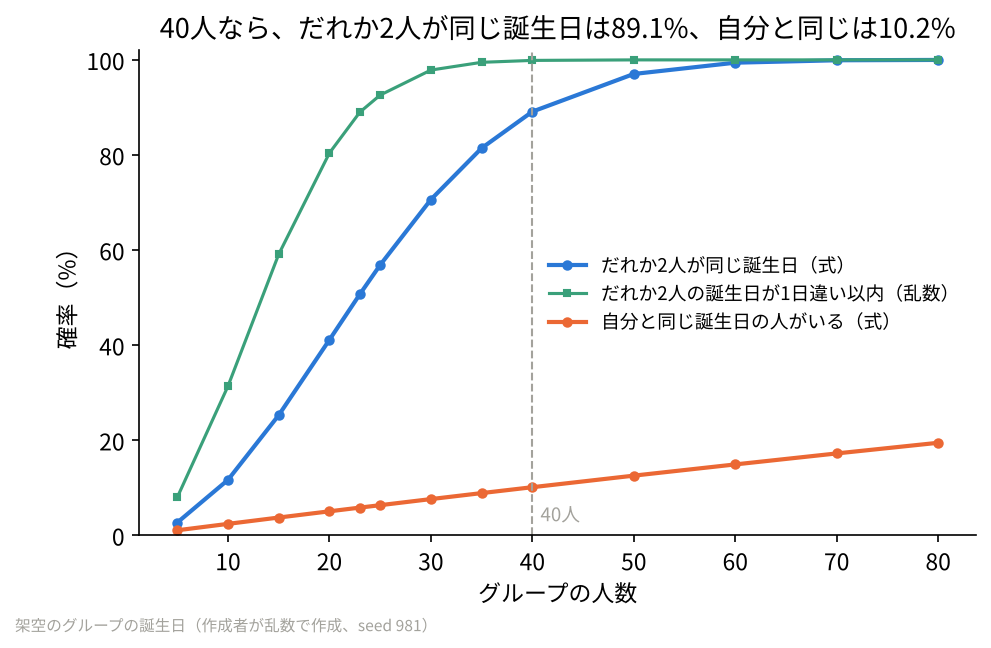 40人なら、だれか2人が同じ誕生日は89.1%、自分と同じは10.2%
100
80
60
40
20
0
確率（%）
だれか2人が同じ誕生日（式）
だれか2人の誕生日が1日違い以内（乱数）
自分と同じ誕生日の人がいる（式）
40人
10 20 30 40 50 60 70 80
グループの人数
架空のグループの誕生日（作成者が乱数で作成、seed 981）